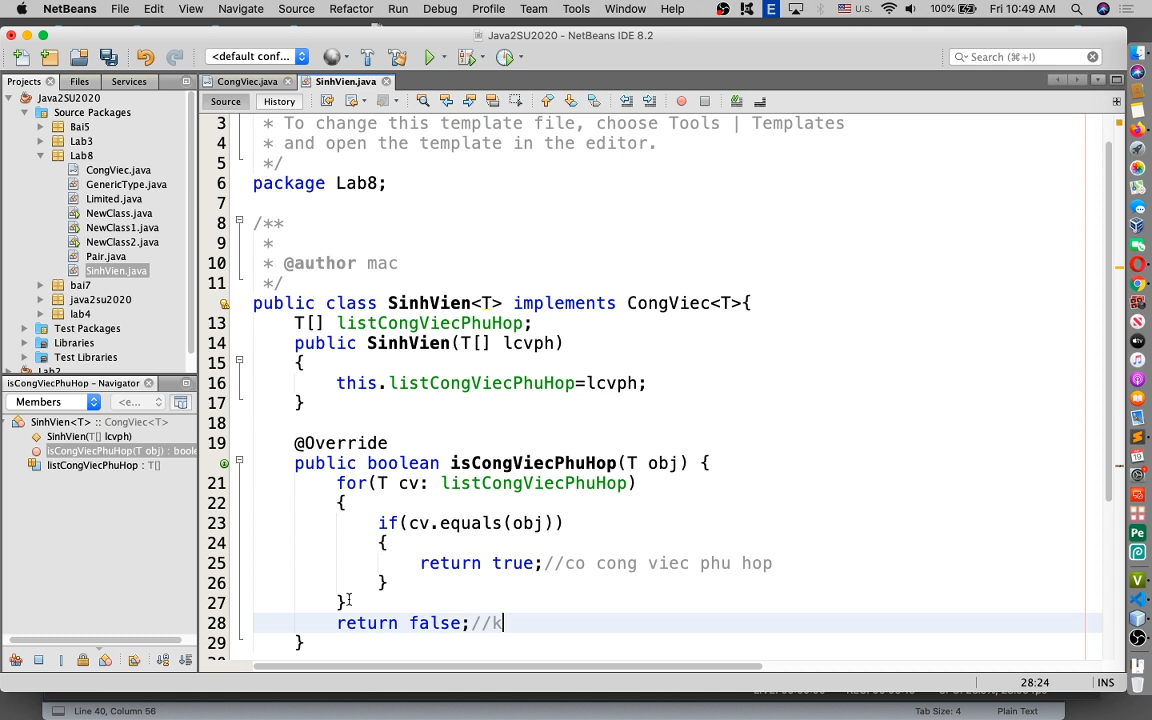 NetBeans File Edit View Navigate Source Refactor Run Debug Profile Team Tools Window Help U.S. 100% Fri 10:49 AM
Java2SU2020 - NetBeans IDE 8.2
<default conf... Search (⌘+I)
Projects Files Services CongViec.java SinhVien.java
Source History
Java2SU2020
Source Packages
Bai5
Lab3
Lab8
CongViec.java
GenericType.java
Limited.java
NewClass.java
NewClass1.java
NewClass2.java
Pair.java
SinhVien.java
bai7
java2su2020
lab4
Test Packages
Libraries
Test Libraries
isCongViecPhuHop - Navigator
Members <e...
SinhVien<T> :: CongViec<T>
SinhVien(T[] lcvph)
isCongViecPhuHop(T obj) : boole
listCongViecPhuHop : T[]
3 * To change this template file, choose Tools | Templates
4 * and open the template in the editor.
5 */
6 package Lab8;
7
8 /**
9 *
10 * @author mac
11 */
public class SinhVien<T> implements CongViec<T>{
13 T[] listCongViecPhuHop;
14 public SinhVien(T[] lcvph)
15 {
16 this.listCongViecPhuHop=lcvph;
17 }
18
19 @Override
public boolean isCongViecPhuHop(T obj) {
21 for(T cv: listCongViecPhuHop)
22 {
23 if(cv.equals(obj))
24 {
25 return true;//co cong viec phu hop
26 }
27 }
28 return false;//k
29 }
28:24 INS
Line 40, Column 56 Tab Size: 4 Plain Text